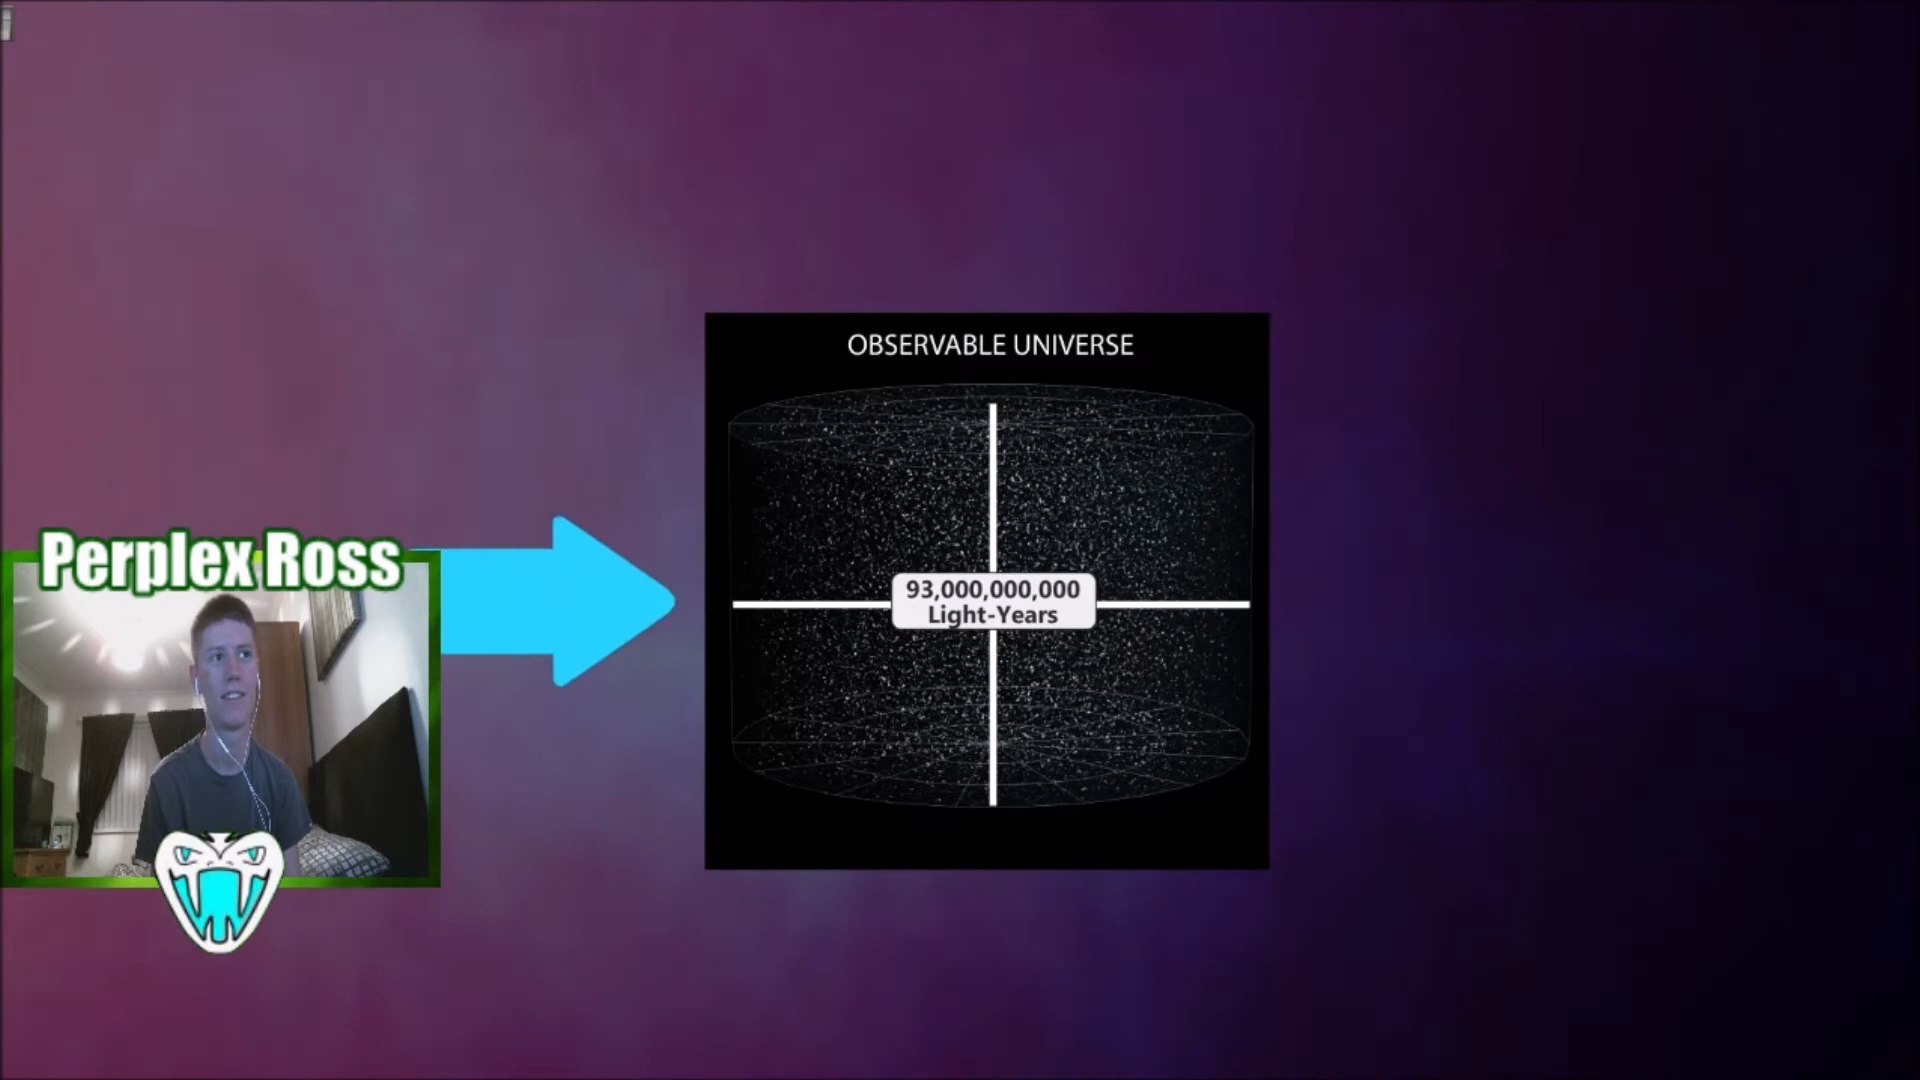 OBSERVABLE UNIVERSE
93,000,000,000
Light-Years
Perplex Ross